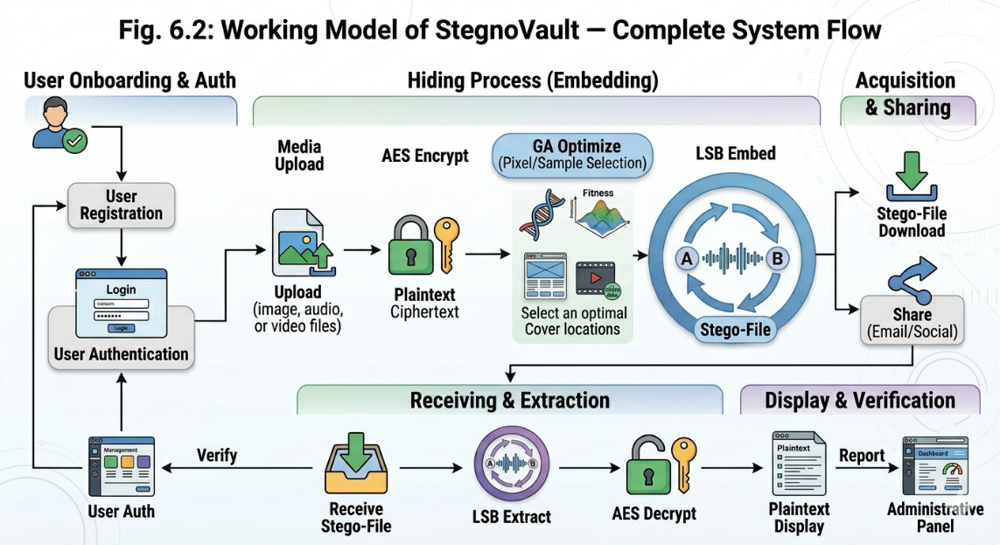 Fig. 6.2: Working Model of StegnoVault — Complete System Flow
User Onboarding & Auth
Hiding Process (Embedding)
Acquisition
& Sharing
User
Registration
Login
Login
User Authentication
Media
Upload
Upload
(image, audio,
or video files)
AES Encrypt
Plaintext
Ciphertext
GA Optimize
(Pixel/Sample Selection)
Fitness
Select an optimal
Cover locations
LSB Embed
A
B
Stego-File
Stego-File
Download
Share
(Email/Social)
Receiving & Extraction
Display & Verification
Management
User Auth
Verify
Receive
Stego-File
A
B
LSB Extract
AES Decrypt
Plaintext
Plaintext
Display
Report
Dashboard
Administrative
Panel